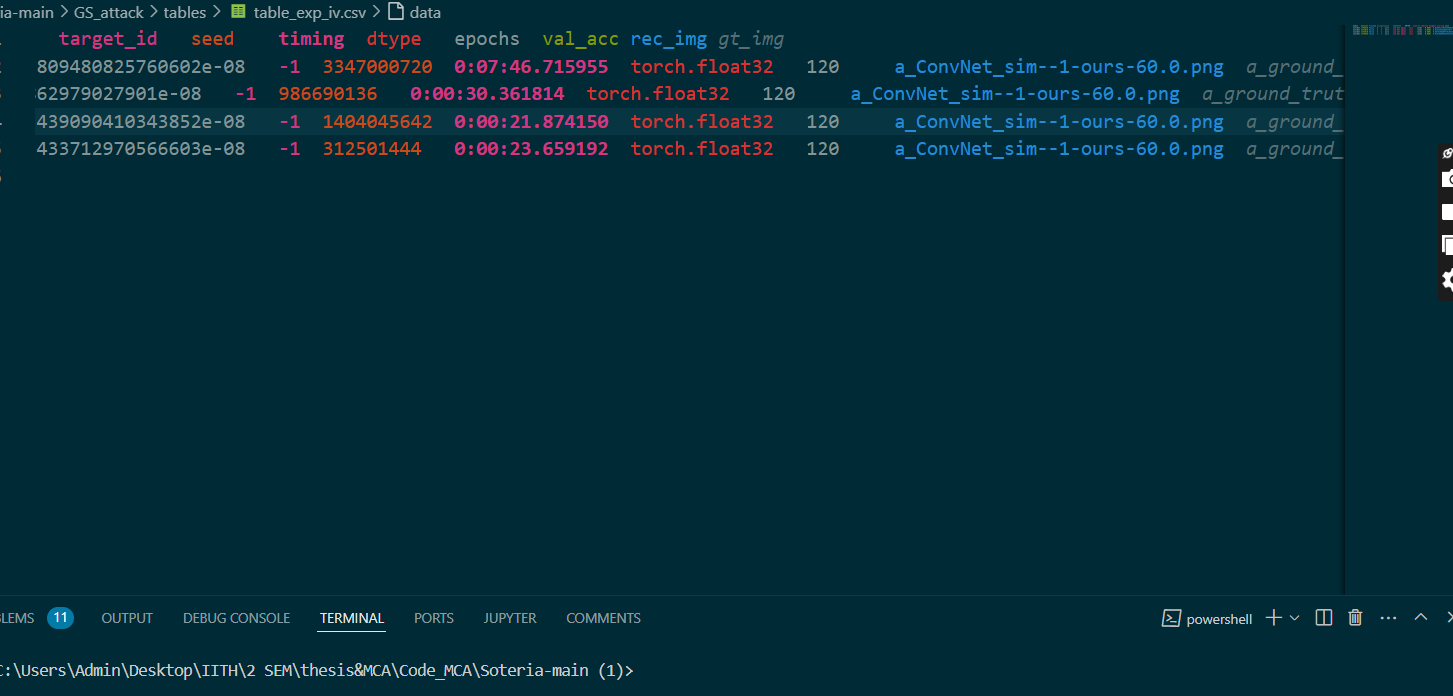 ia-main > GS_attack > tables > table_exp_iv.csv > data
target_id seed timing dtype epochs val_acc rec_img gt_img
809480825760602e-08 -1 3347000720 0:07:46.715955 torch.float32 120 a_ConvNet_sim--1-ours-60.0.png a_ground_
62979027901e-08 -1 986690136 0:00:30.361814 torch.float32 120 a_ConvNet_sim--1-ours-60.0.png a_ground_trut
439090410343852e-08 -1 1404045642 0:00:21.874150 torch.float32 120 a_ConvNet_sim--1-ours-60.0.png a_ground_
433712970566603e-08 -1 312501444 0:00:23.659192 torch.float32 120 a_ConvNet_sim--1-ours-60.0.png a_ground_
LEMS 11 OUTPUT DEBUG CONSOLE TERMINAL PORTS JUPYTER COMMENTS powershell
C:\Users\Admin\Desktop\IITH\2 SEM\thesis&MCA\Code_MCA\Soteria-main (1)>